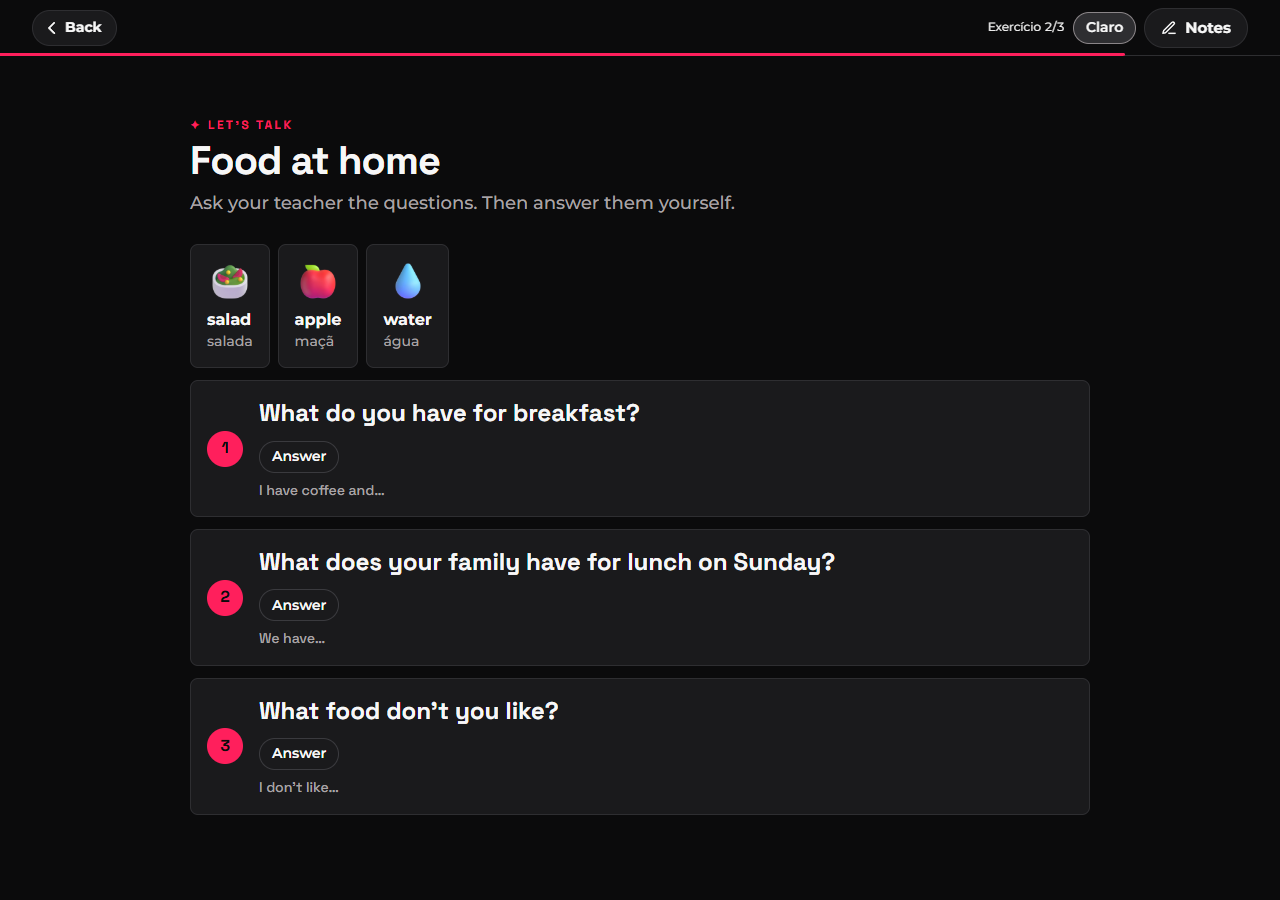 Back
Exercício 2/3
Claro
Notes
✦ LET'S TALK
Food at home
Ask your teacher the questions. Then answer them yourself.
salad
salada
apple
maçã
water
água
1
What do you have for breakfast?
Answer
I have coffee and...
2
What does your family have for lunch on Sunday?
Answer
We have...
3
What food don't you like?
Answer
I don't like...